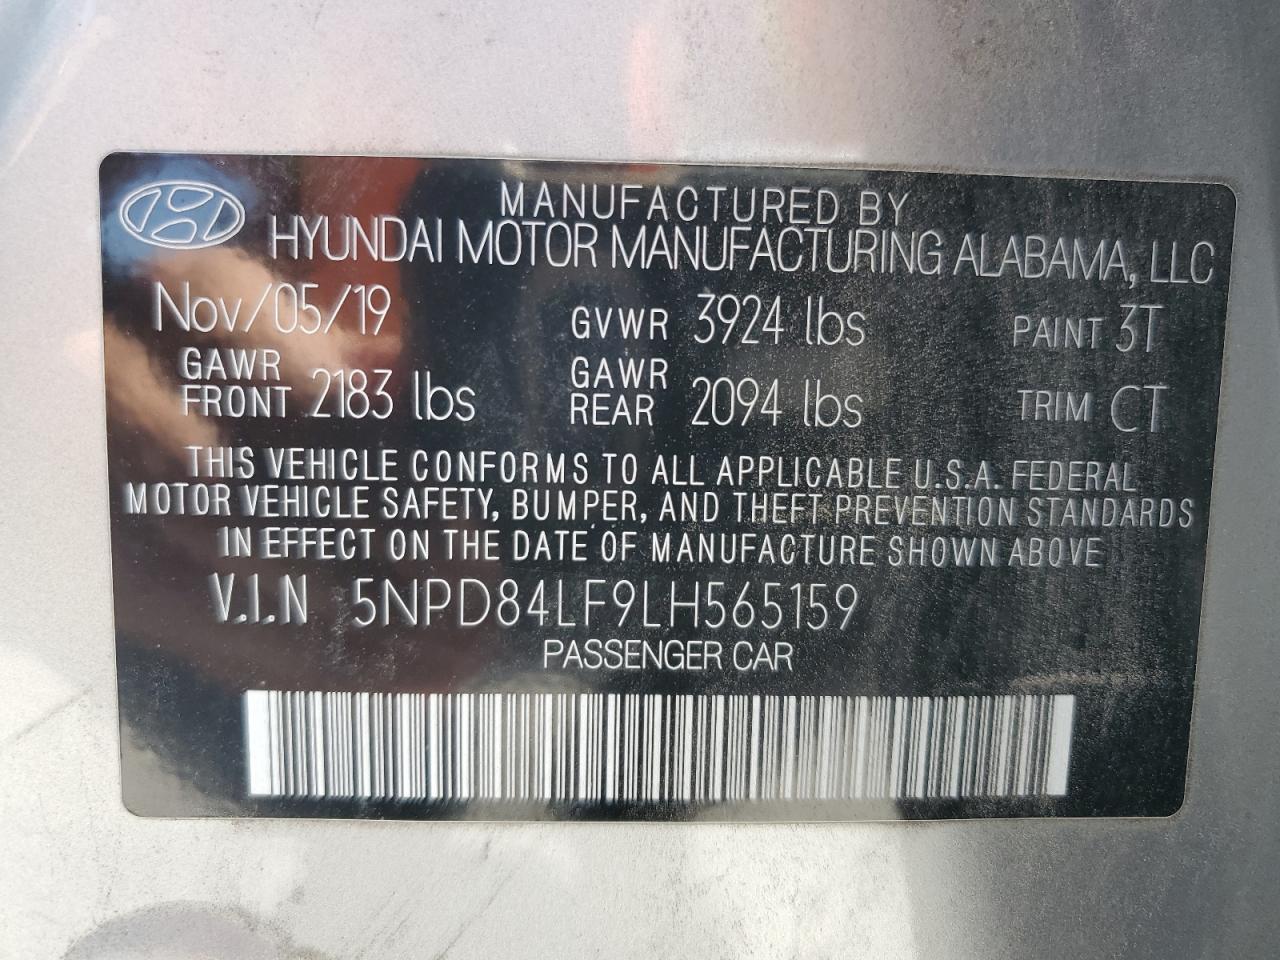 MANUFACTURED BY
HYUNDAI MOTOR MANUFACTURING ALABAMA, LLC
Nov/05/19 GVWR 3924 lbs PAINT 3T
GAWR FRONT 2183 lbs GAWR REAR 2094 lbs TRIM CT
THIS VEHICLE CONFORMS TO ALL APPLICABLE U.S.A. FEDERAL
MOTOR VEHICLE SAFETY, BUMPER, AND THEFT PREVENTION STANDARDS
IN EFFECT ON THE DATE OF MANUFACTURE SHOWN ABOVE
V.I.N 5NPD84LF9LH565159
PASSENGER CAR